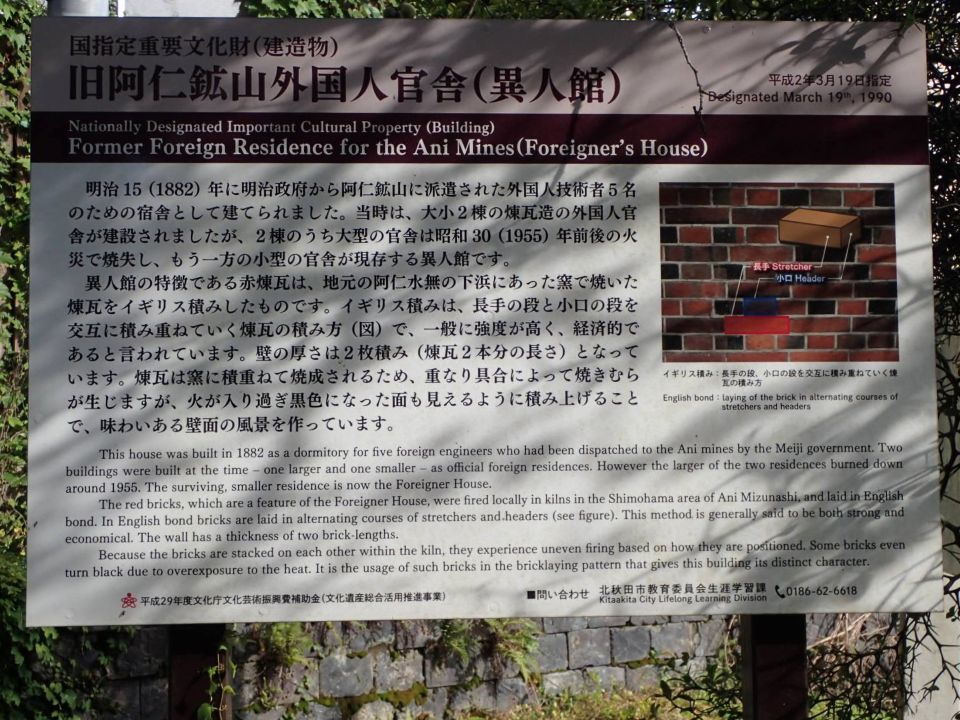 国指定重要文化財(建造物)
旧阿仁鉱山外国人官舎(異人館)
平成2年3月19日指定
Designated March 19th, 1990
Nationally Designated Important Cultural Property (Building)
Former Foreign Residence for the Ani Mines(Foreigner's House)
明治15(1882)年に明治政府から阿仁鉱山に派遣された外国人技術者5名
のための宿舎として建てられました。当時は、大小2棟の煉瓦造の外国人官
舎が建設されましたが、2棟のうち大型の官舎は昭和30(1955)年前後の火
災で焼失し、もう一方の小型の官舎が現存する異人館です。
異人館の特徴である赤煉瓦は、地元の阿仁水無の下浜にあった窯で焼いた
煉瓦をイギリス積みしたものです。イギリス積みは、長手の段と小口の段を
交互に積み重ねていく煉瓦の積み方(図)で、一般に強度が高く、経済的で
あると言われています。壁の厚さは2枚積み(煉瓦2本分の長さ)となって
います。煉瓦は窯に積重ねて焼成されるため、重なり具合によって焼きむら
が生じますが、火が入り過ぎ黒色になった面も見えるように積み上げること
で、味わいある壁面の風景を作っています。
長手 Stretcher
小口 Header
イギリス積み:長手の段、小口の段を交互に積み重ねていく煉
瓦の積み方
English bond : laying of the brick in alternating courses of
stretchers and headers
This house was built in 1882 as a dormitory for five foreign engineers who had been dispatched to the Ani mines by the Meiji government. Two
buildings were built at the time – one larger and one smaller – as official foreign residences. However the larger of the two residences burned down
around 1955. The surviving, smaller residence is now the Foreigner House.
The red bricks, which are a feature of the Foreigner House, were fired locally in kilns in the Shimohama area of Ani Mizunashi, and laid in English
bond. In English bond bricks are laid in alternating courses of stretchers and headers (see figure). This method is generally said to be both strong and
economical. The wall has a thickness of two brick-lengths.
Because the bricks are stacked on each other within the kiln, they experience uneven firing based on how they are positioned. Some bricks even
turn black due to overexposure to the heat. It is the usage of such bricks in the bricklaying pattern that gives this building its distinct character.
平成29年度文化庁文化芸術振興費補助金(文化遺産総合活用推進事業)
■問い合わせ 北秋田市教育委員会生涯学習課 0186-62-6618
Kitaakita City Lifelong Learning Division